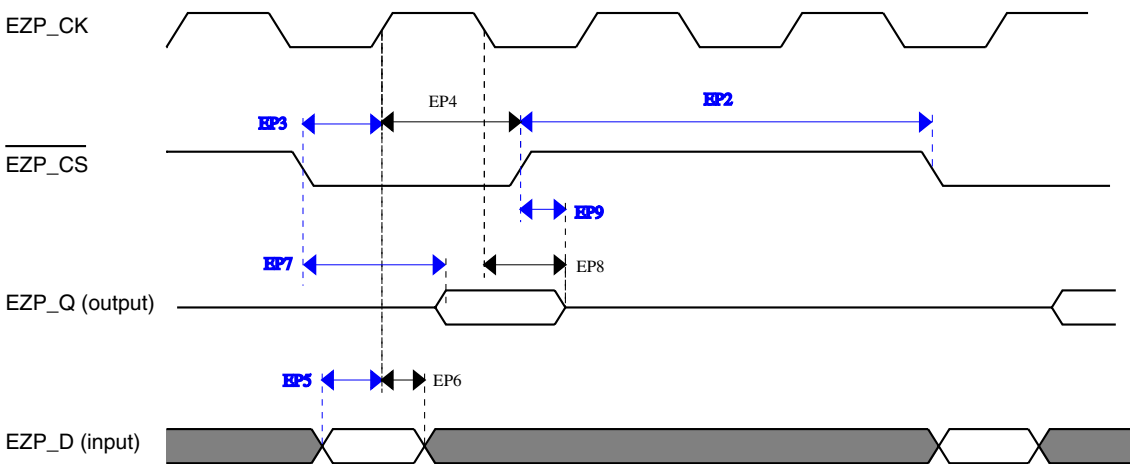 EZP_CK
EP2
EP4
EP3
EZP_CS
EP9
EP7
EP8
EZP_Q (output)
EP5
EP6
EZP_D (input)